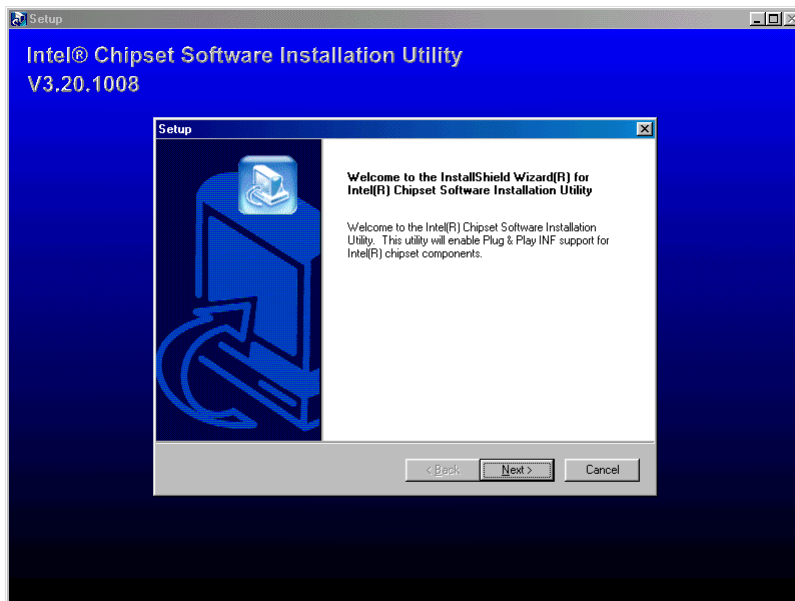 Setup
Intel® Chipset Software Installation Utility
V3.20.1008
Setup
Welcome to the InstallShield Wizard(R) for
Intel(R) Chipset Software Installation Utility
Welcome to the Intel(R) Chipset Software Installation
Utility. This utility will enable Plug & Play INF support for
Intel(R) chipset components.
< Back Next > Cancel